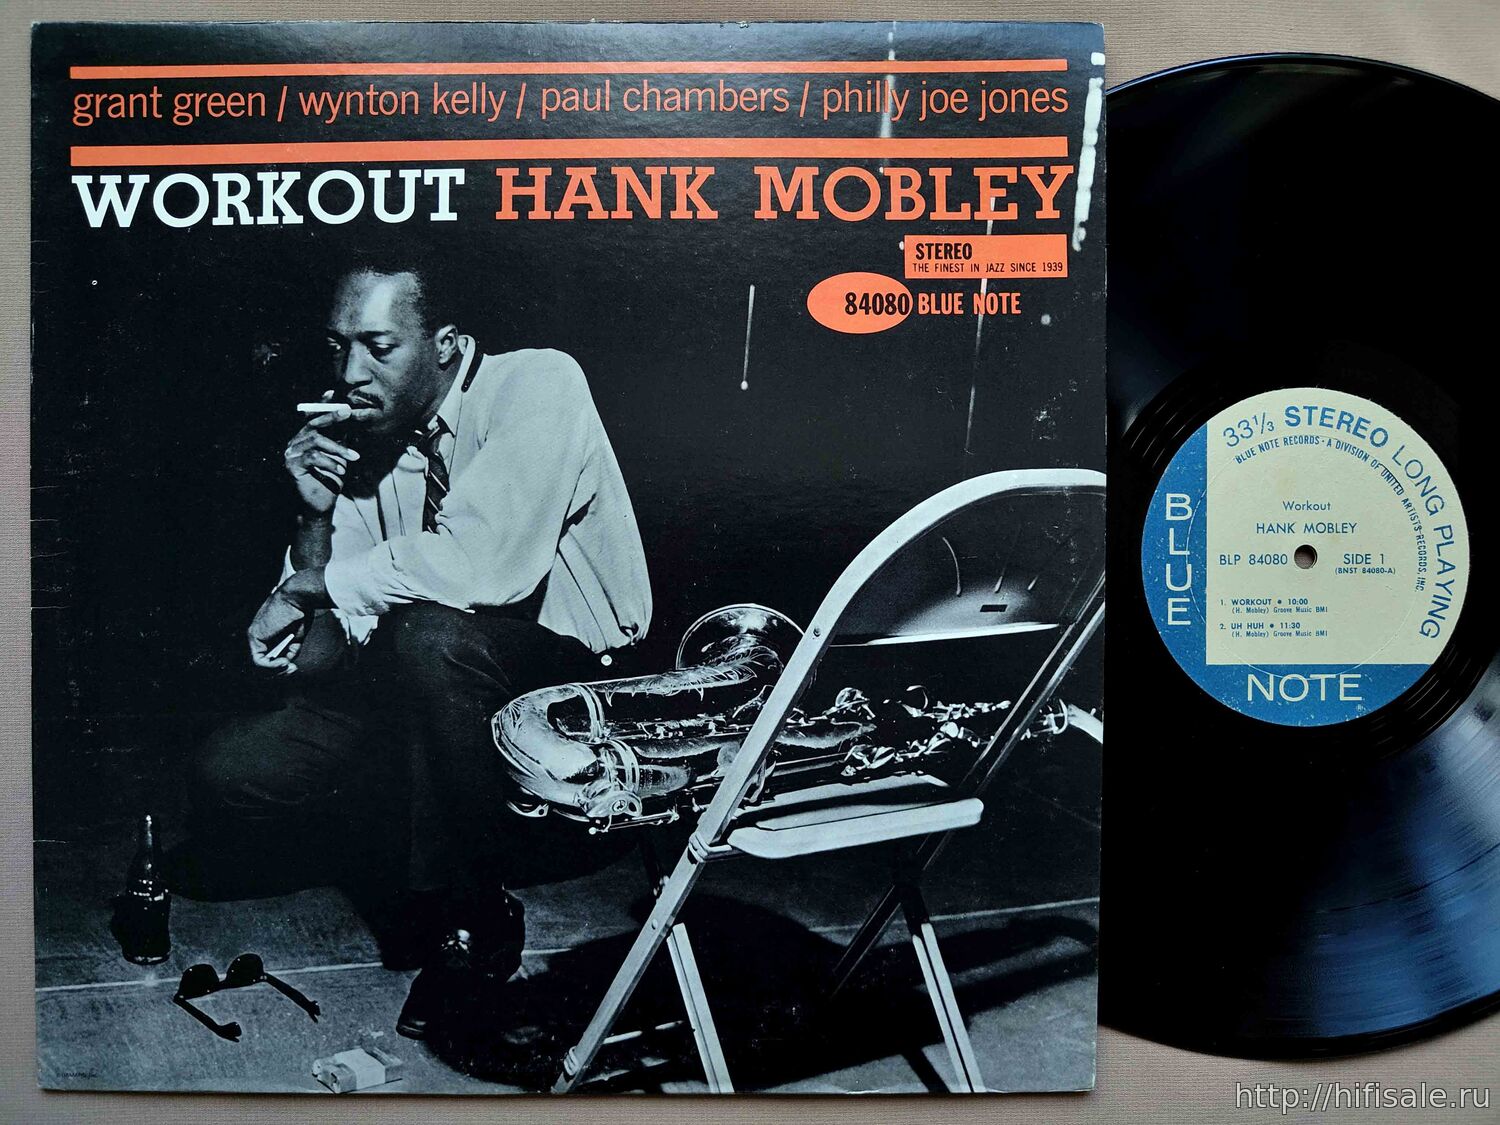 grant green / wynton kelly / paul chambers / philly joe jones
WORKOUT HANK MOBLEY
STEREO
THE FINEST IN JAZZ SINCE 1939
84080 BLUE NOTE
33 1/3 STEREO LONG PLAYING
BLUE NOTE RECORDS · A DIVISION OF UNITED ARTISTS RECORDS, INC.
Workout
HANK MOBLEY
BLP 84080 SIDE 1
(BNST 84080-A)
1. WORKOUT • 10:00
(H. Mobley) Groove Music BMI
2. UH HUH • 11:30
(H. Mobley) Groove Music BMI
BLUE
NOTE
http://hifisale.ru